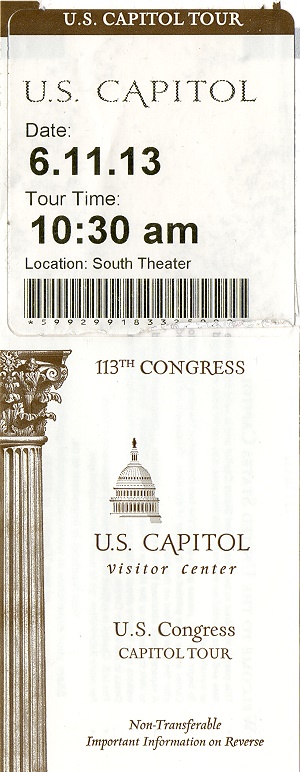 U.S. CAPITOL TOUR
U.S. CAPITOL
Date:
6.11.13
Tour Time:
10:30 am
Location: South Theater
113TH CONGRESS
U.S. CAPITOL
visitor center
U.S. Congress
CAPITOL TOUR
Non-Transferable
Important Information on Reverse